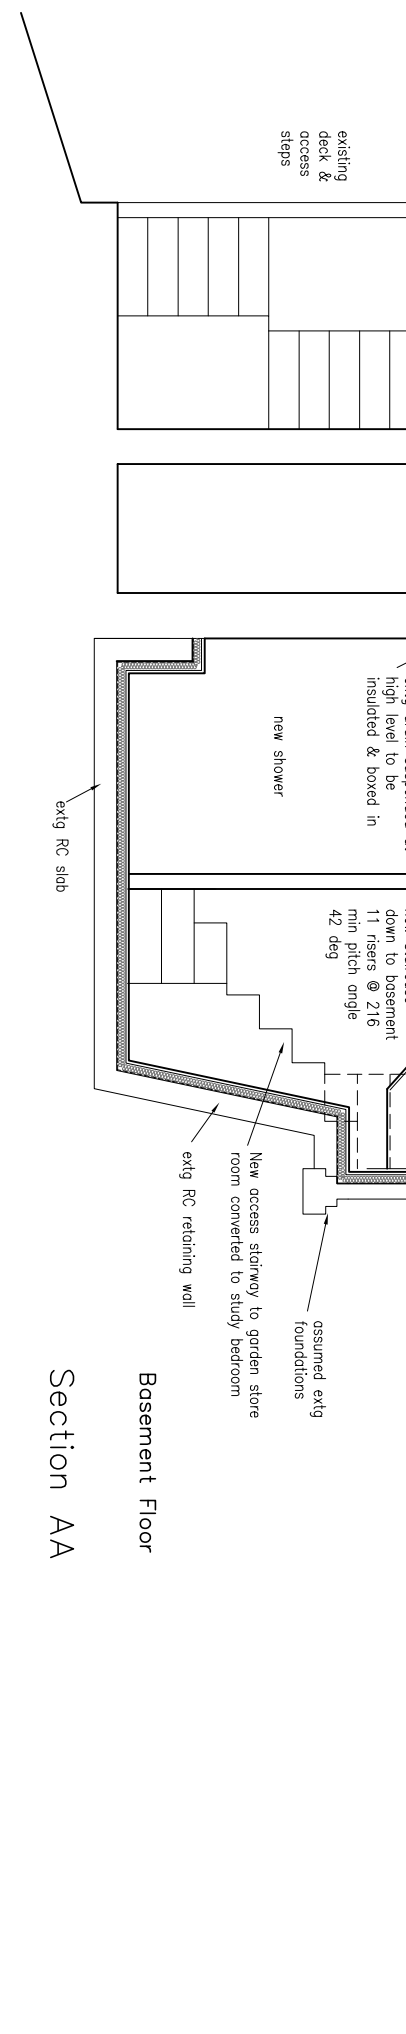 existing
deck &
access
steps
high level to be
insulated & boxed in
new shower
down to basement
11 risers @ 216
min pitch angle
42 deg
extg RC slab
New access stairway to garden store
room converted to study bedroom
extg RC retaining wall
assumed extg
foundations
Basement Floor
Section AA